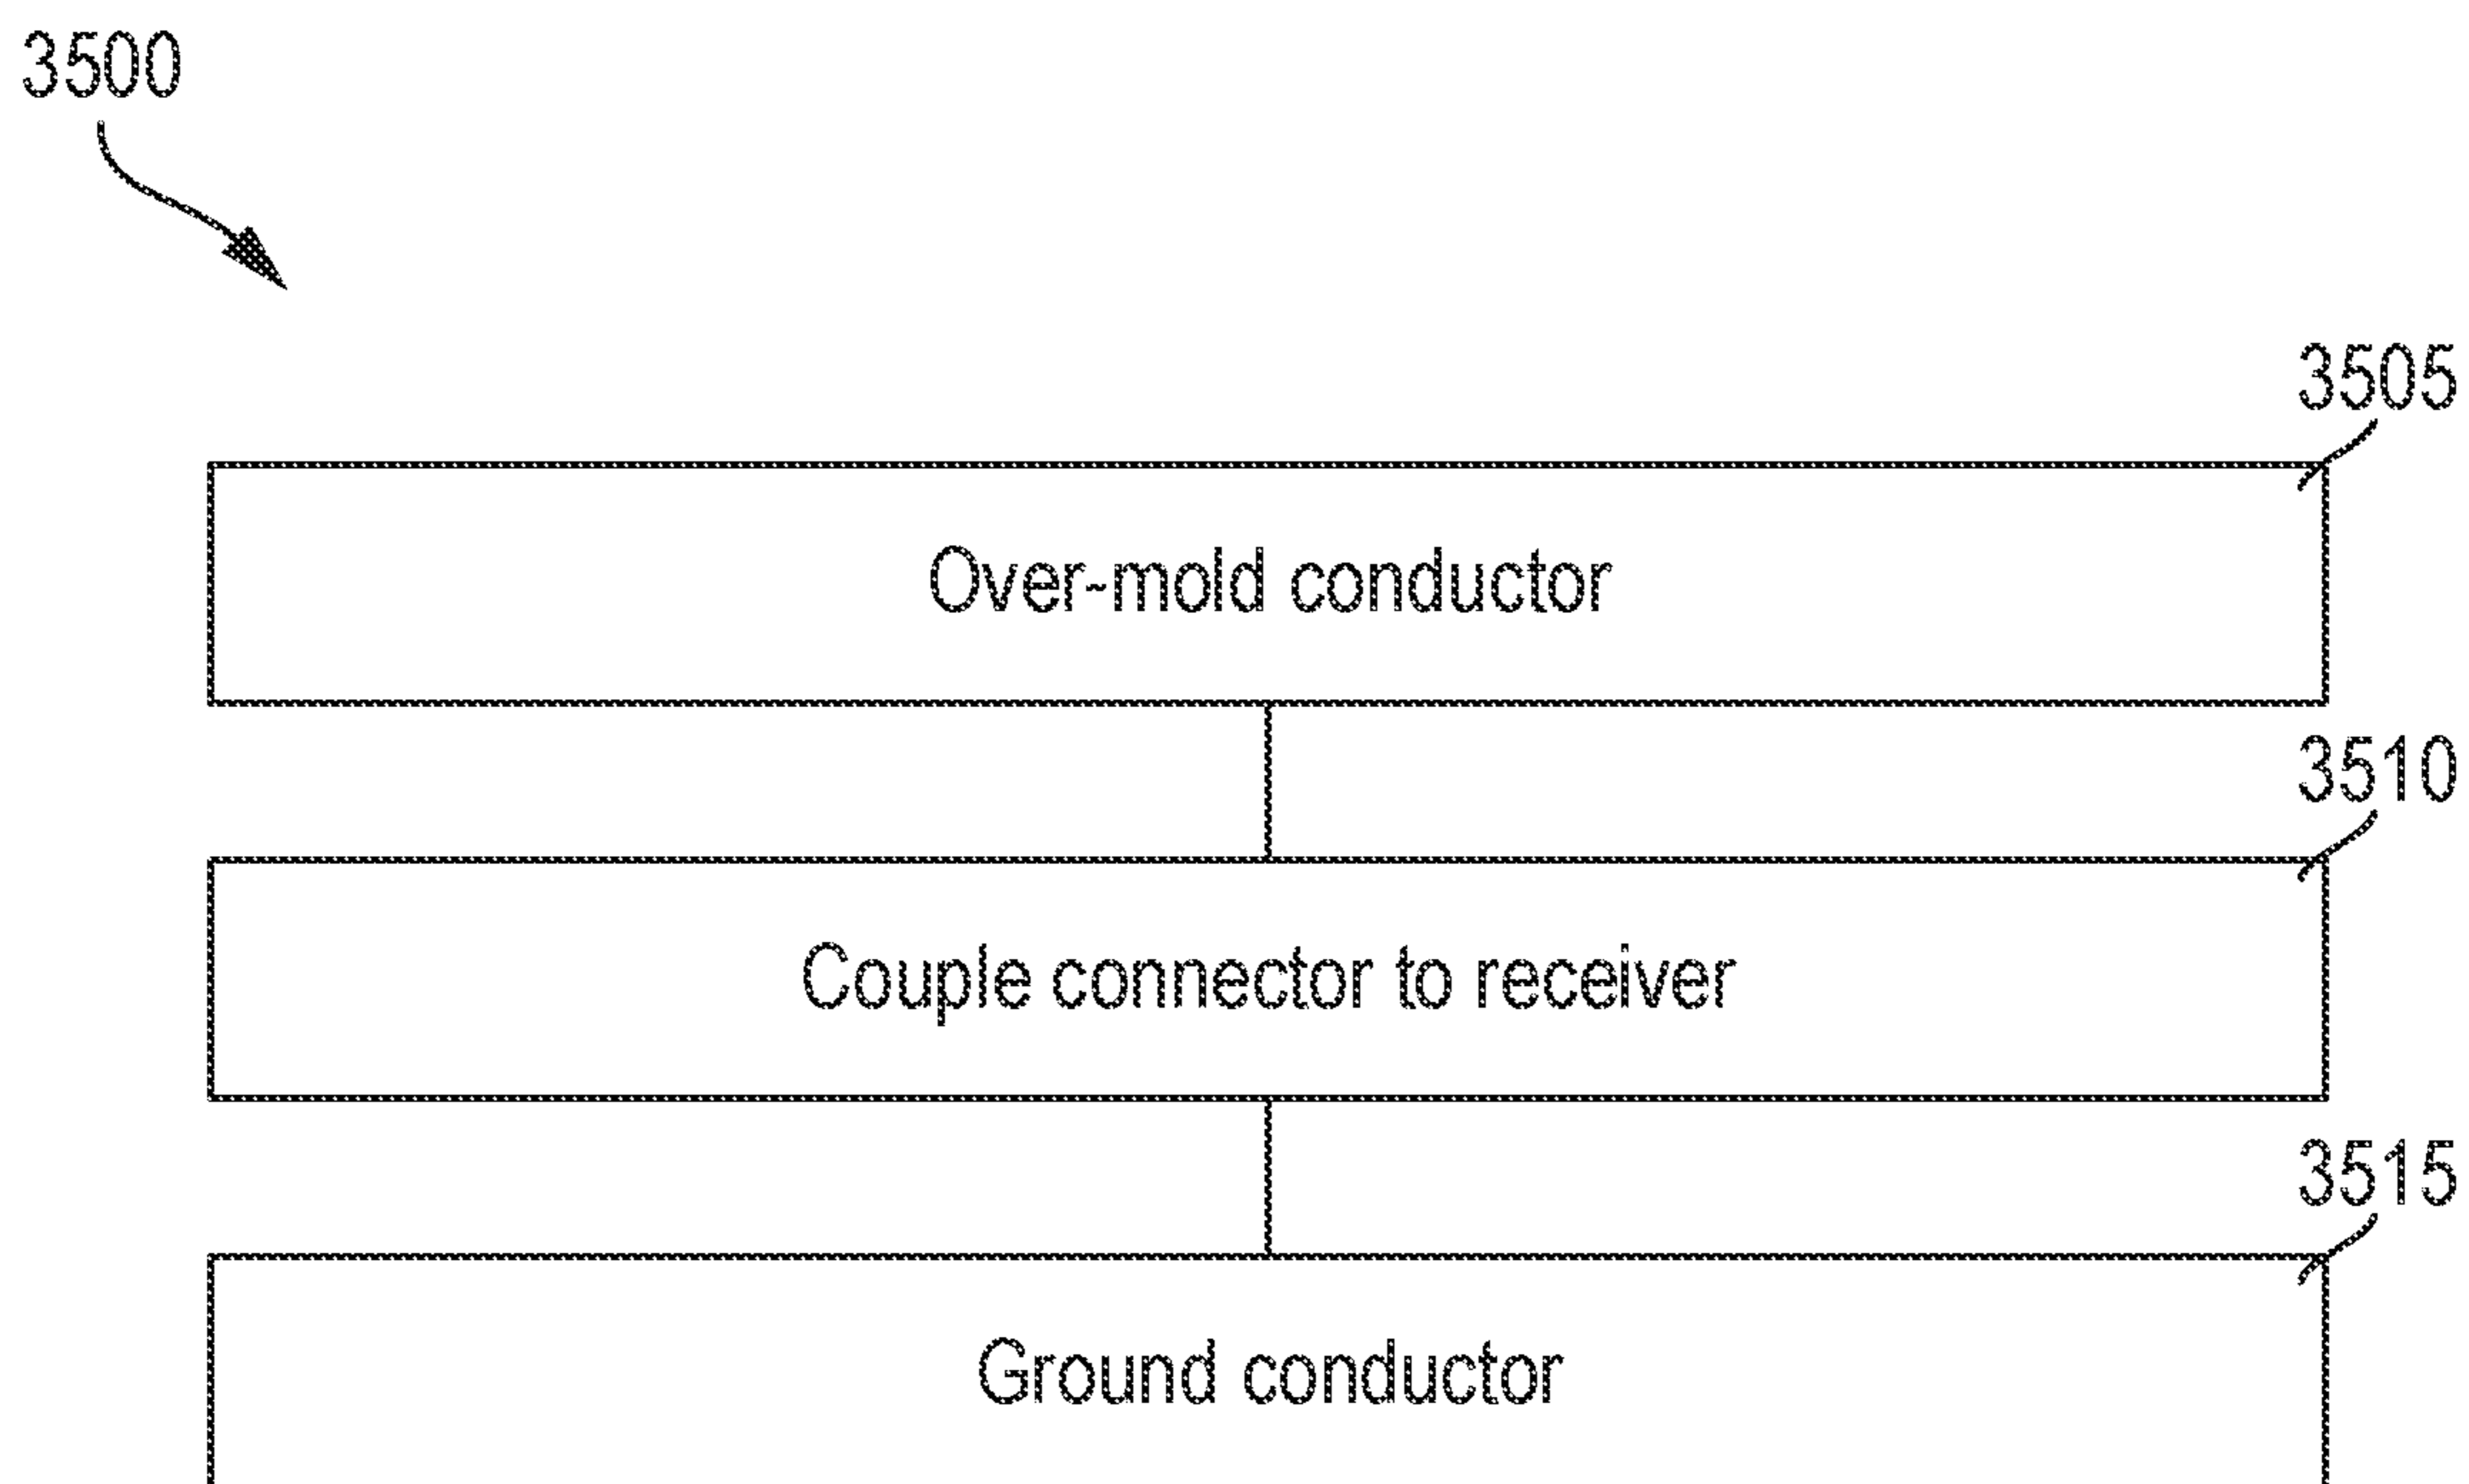 3500
3505
Over-mold conductor
3510
Couple connector to receiver
3515
Ground conductor